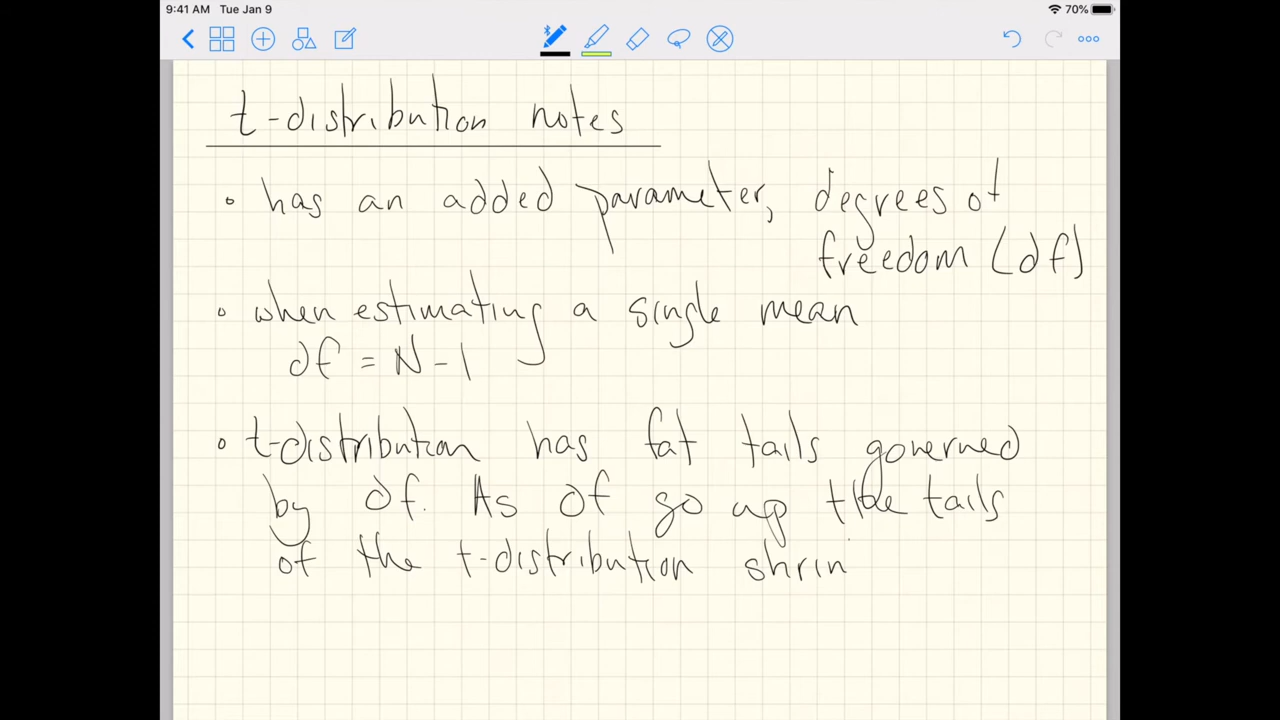 9:41 AM Tue Jan 9 70%
t-distribution notes
• has an added parameter, degrees of
freedom (df)
• when estimating a single mean
df = N-1
• t-distribution has fat tails governed
by df. As df go up the tails
of the t-distribution shrin